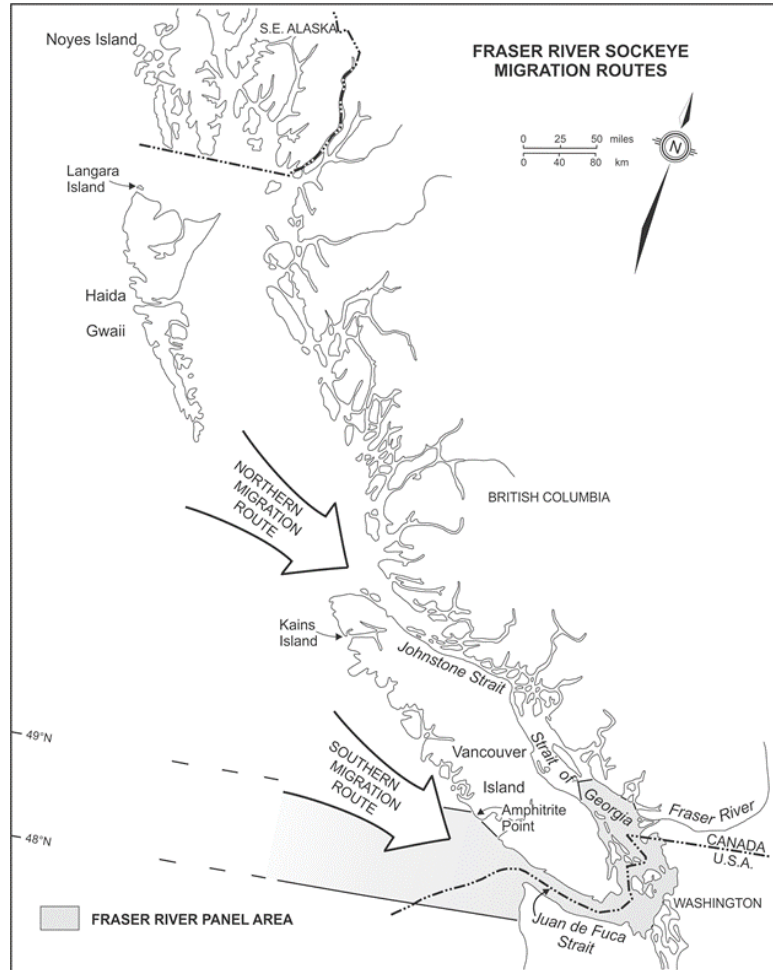 Noyes Island
S.E. ALASKA
FRASER RIVER SOCKEYE
MIGRATION ROUTES
0 25 50 miles
0 40 80 km
N
Langara
Island
Haida
Gwaii
NORTHERN
MIGRATION
ROUTE
BRITISH COLUMBIA
Kains
Island
Johnstone Strait
49°N
SOUTHERN
MIGRATION
ROUTE
Vancouver
Island
Strait of
Georgia
Amphitrite
Point
Fraser River
48°N
CANADA
U.S.A.
WASHINGTON
Juan de Fuca
Strait
FRASER RIVER PANEL AREA